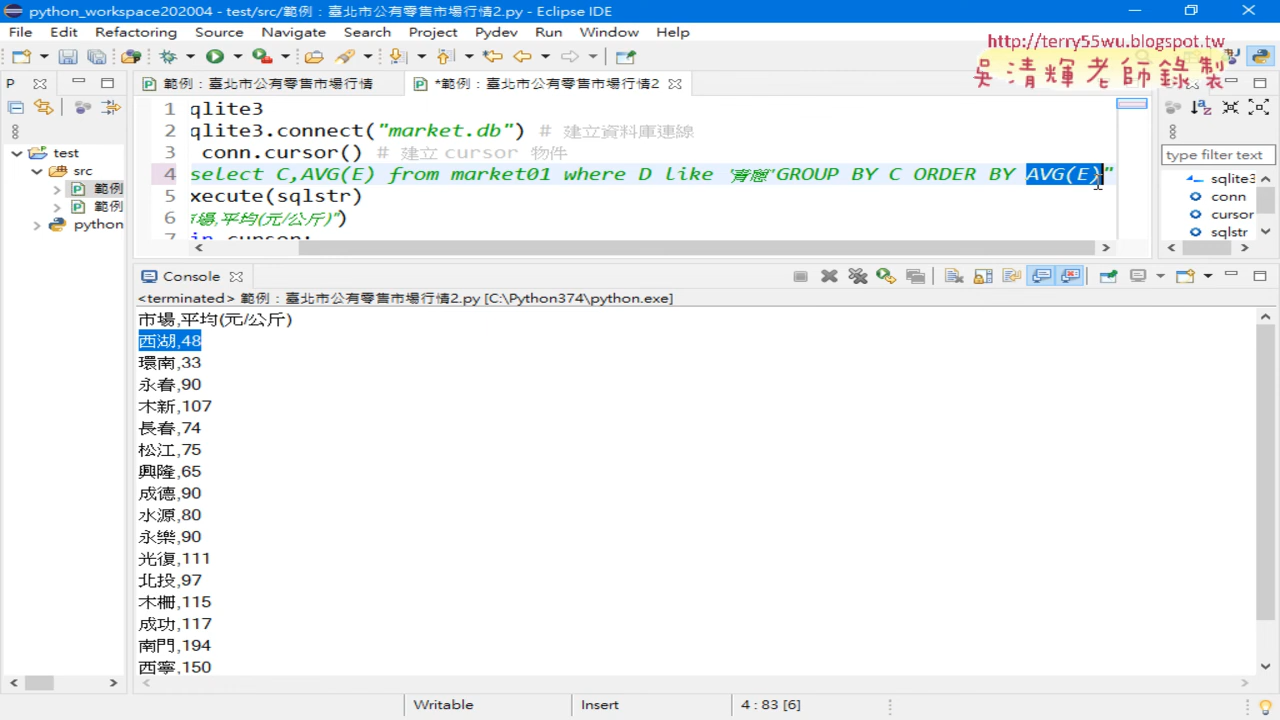 python_workspace202004 - test/src/範例：臺北市公有零售市場行情2.py - Eclipse IDE
File Edit Refactoring Source Navigate Search Project Pydev Run Window Help
http://terry55wu.blogspot.tw
吳清輝老師錄製
P
範例：臺北市公有零售市場行情
*範例：臺北市公有零售市場行情2
1 qlite3
2 qlite3.connect("market.db") # 建立資料庫連線
3 conn.cursor() # 建立 cursor 物件
4 select C,AVG(E) from market01 where D like 'GROUP BY C ORDER BY AVG(E)"
5 xecute(sqlstr)
6 場,平均(元/公斤)")
7 in cursor:
test
src
範例
範例
python
type filter text
sqlite3
conn
cursor
sqlstr
Console
<terminated> 範例：臺北市公有零售市場行情2.py [C:\Python374\python.exe]
市場,平均(元/公斤)
西湖,48
環南,33
永春,90
木新,107
長春,74
松江,75
興隆,65
成德,90
水源,80
永樂,90
光復,111
北投,97
木柵,115
成功,117
南門,194
西寧,150
Writable Insert 4 : 83 [6]